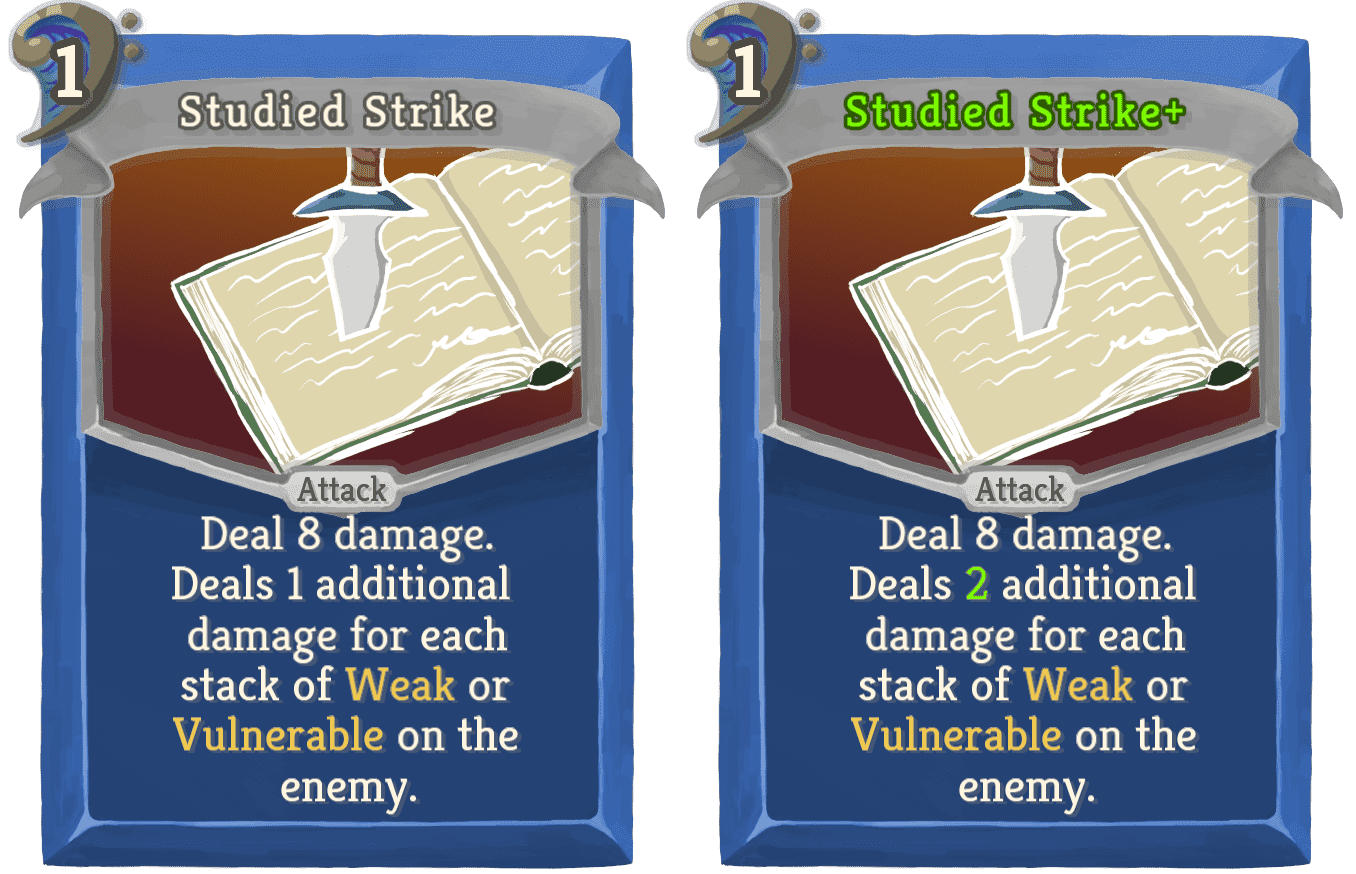 1
Studied Strike
Attack
Deal 8 damage.
Deals 1 additional
damage for each
stack of Weak or
Vulnerable on the
enemy.
1
Studied Strike+
Attack
Deal 8 damage.
Deals 2 additional
damage for each
stack of Weak or
Vulnerable on the
enemy.